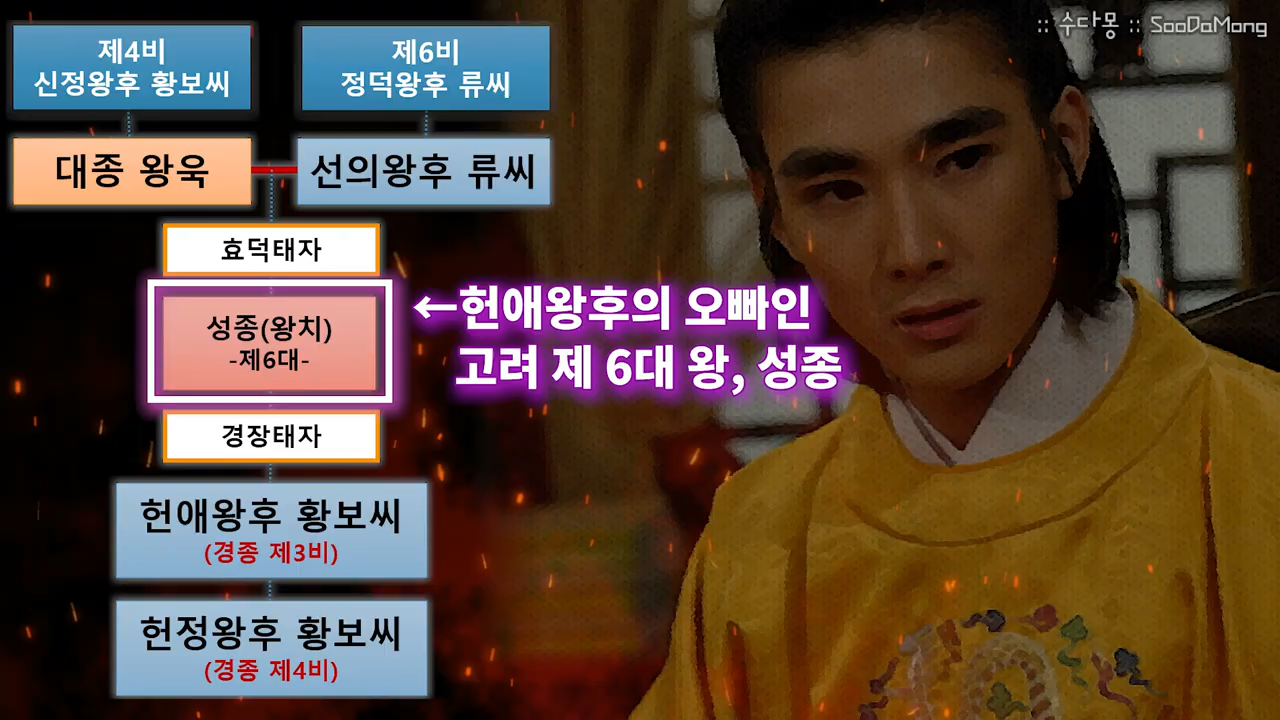 :: 수다몽 :: SooDaMong
제4비
신정왕후 황보씨
제6비
정덕왕후 류씨
대종 왕욱
선의왕후 류씨
효덕태자
성종(왕치)
-제6대-
←헌애왕후의 오빠인
고려 제 6대 왕, 성종
경장태자
헌애왕후 황보씨
(경종 제3비)
헌정왕후 황보씨
(경종 제4비)